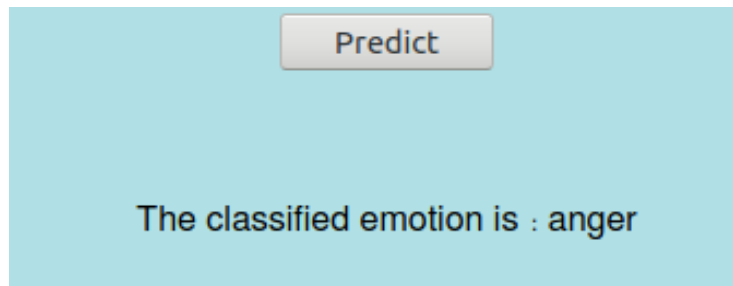 Predict
The classified emotion is : anger